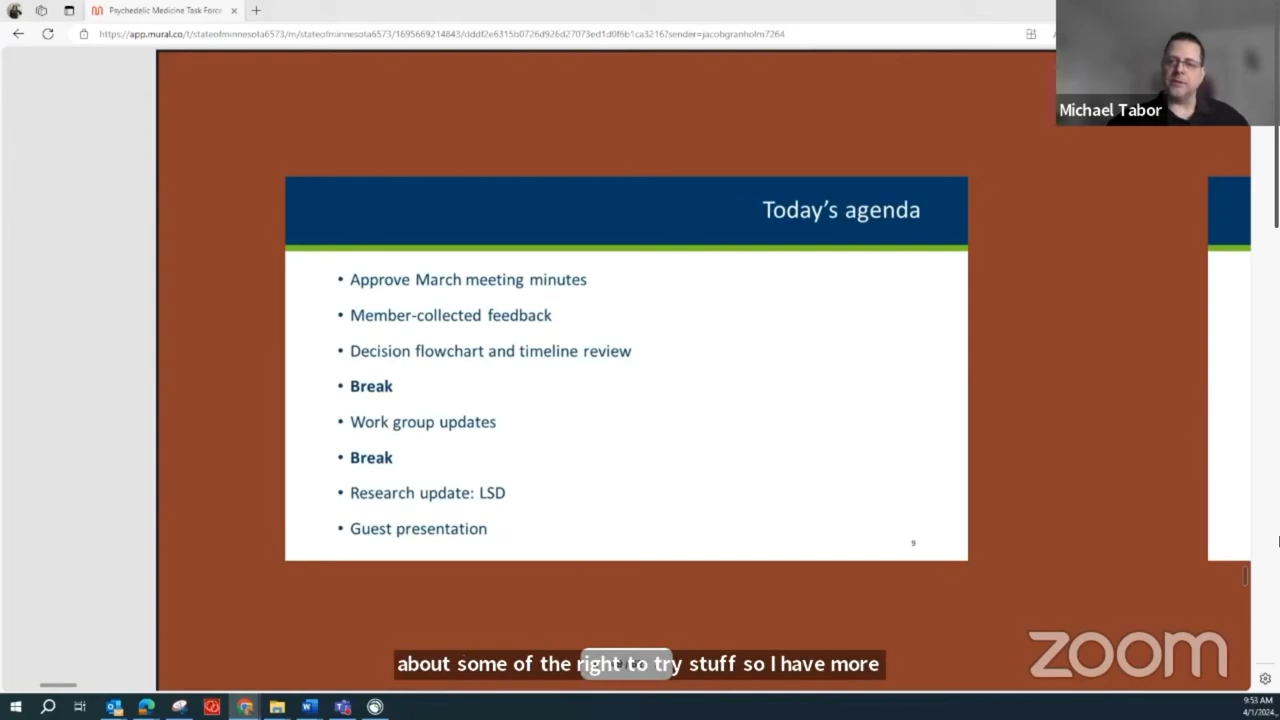 Psychedelic Medicine Task Force
https://app.mural.co/t/stateofminnesota6573/m/stateofminnesota6573/1695669214843/dddf2e6315b0726d926d27073ed1d0f6b1ca3216?sender=jacobgranholm7264
Michael Tabor
Today's agenda
• Approve March meeting minutes
• Member-collected feedback
• Decision flowchart and timeline review
• Break
• Work group updates
• Break
• Research update: LSD
• Guest presentation
9
about some of the right to try stuff so I have more
zoom
9:53 AM
4/1/2024